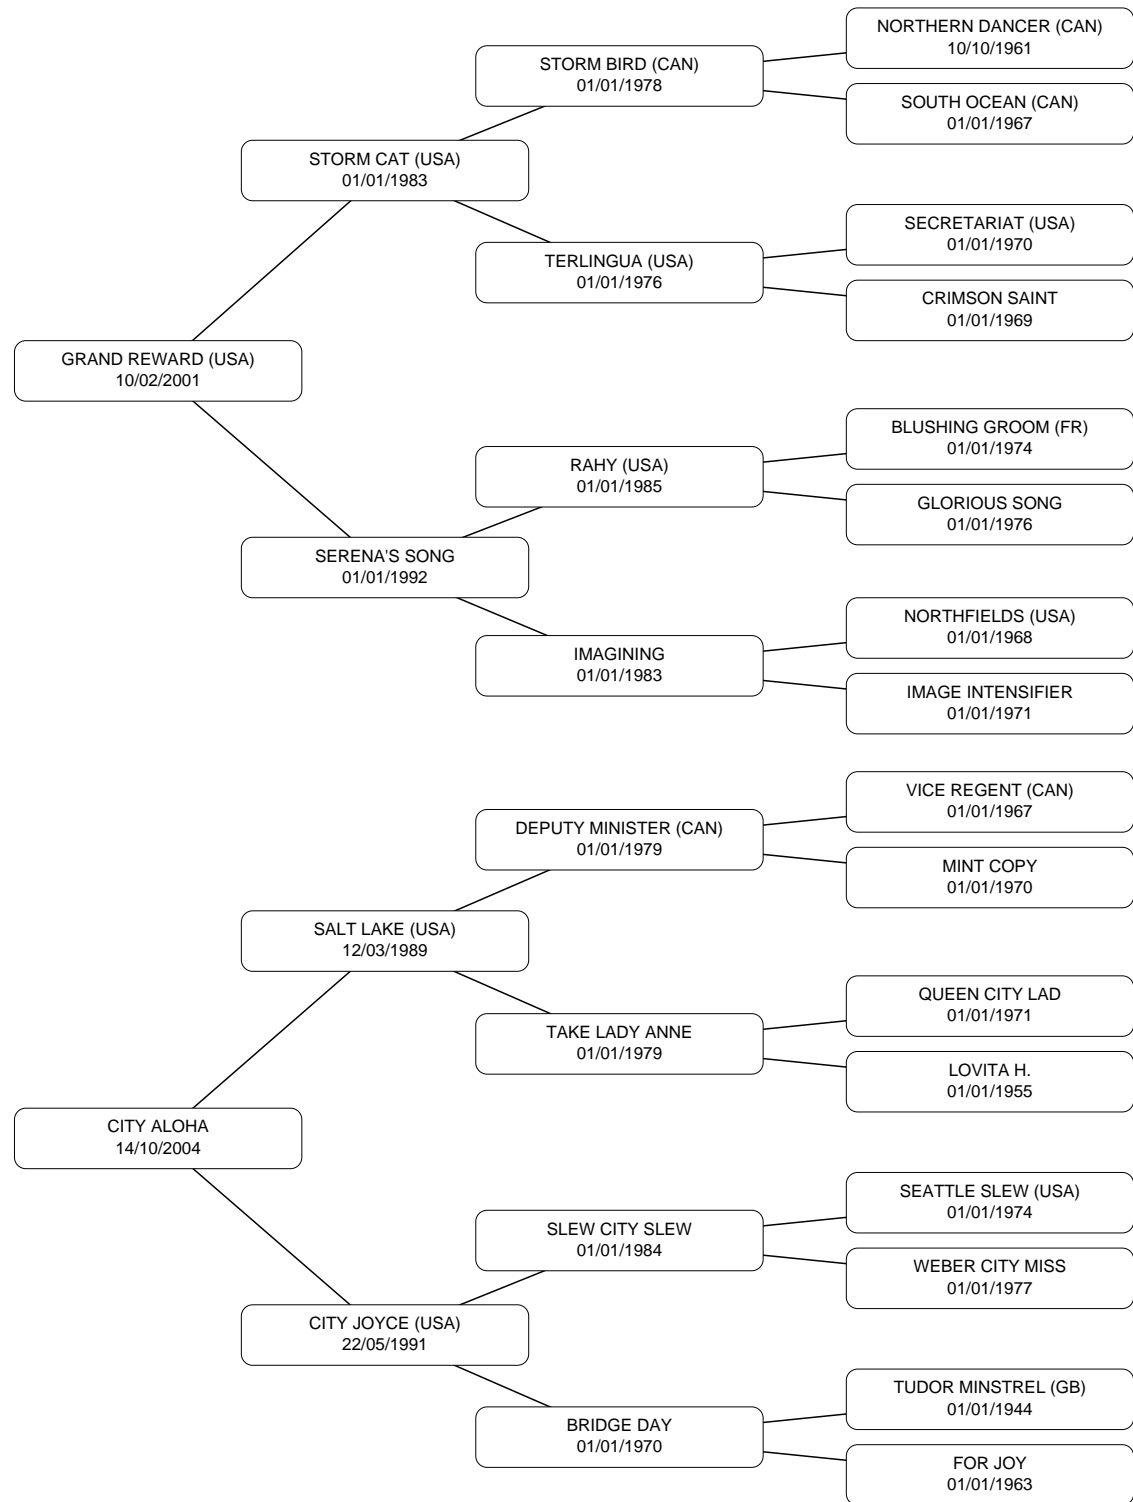 NORTHERN DANCER (CAN)
10/10/1961
STORM BIRD (CAN)
01/01/1978
SOUTH OCEAN (CAN)
01/01/1967
STORM CAT (USA)
01/01/1983
SECRETARIAT (USA)
01/01/1970
TERLINGUA (USA)
01/01/1976
CRIMSON SAINT
01/01/1969
GRAND REWARD (USA)
10/02/2001
BLUSHING GROOM (FR)
01/01/1974
RAHY (USA)
01/01/1985
GLORIOUS SONG
01/01/1976
SERENA'S SONG
01/01/1992
NORTHFIELDS (USA)
01/01/1968
IMAGINING
01/01/1983
IMAGE INTENSIFIER
01/01/1971
VICE REGENT (CAN)
01/01/1967
DEPUTY MINISTER (CAN)
01/01/1979
MINT COPY
01/01/1970
SALT LAKE (USA)
12/03/1989
QUEEN CITY LAD
01/01/1971
TAKE LADY ANNE
01/01/1979
LOVITA H.
01/01/1955
CITY ALOHA
14/10/2004
SEATTLE SLEW (USA)
01/01/1974
SLEW CITY SLEW
01/01/1984
WEBER CITY MISS
01/01/1977
CITY JOYCE (USA)
22/05/1991
TUDOR MINSTREL (GB)
01/01/1944
BRIDGE DAY
01/01/1970
FOR JOY
01/01/1963